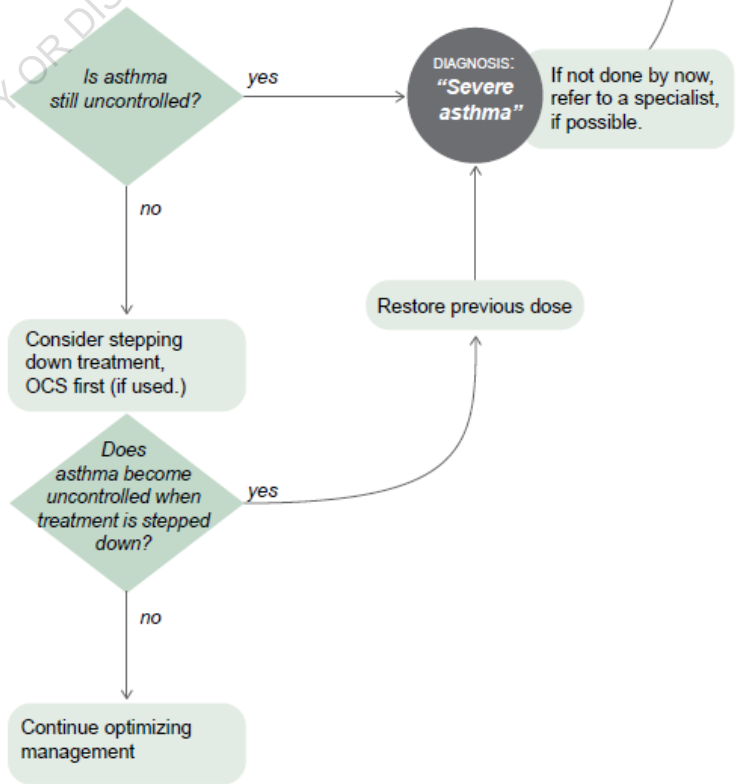 OR DIS
Is asthma
still uncontrolled?
yes
DIAGNOSIS:
“Severe
asthma”
If not done by now,
refer to a specialist,
if possible.
no
Restore previous dose
Consider stepping
down treatment,
OCS first (if used.)
Does
asthma become
uncontrolled when
treatment is stepped
down?
yes
no
Continue optimizing
management